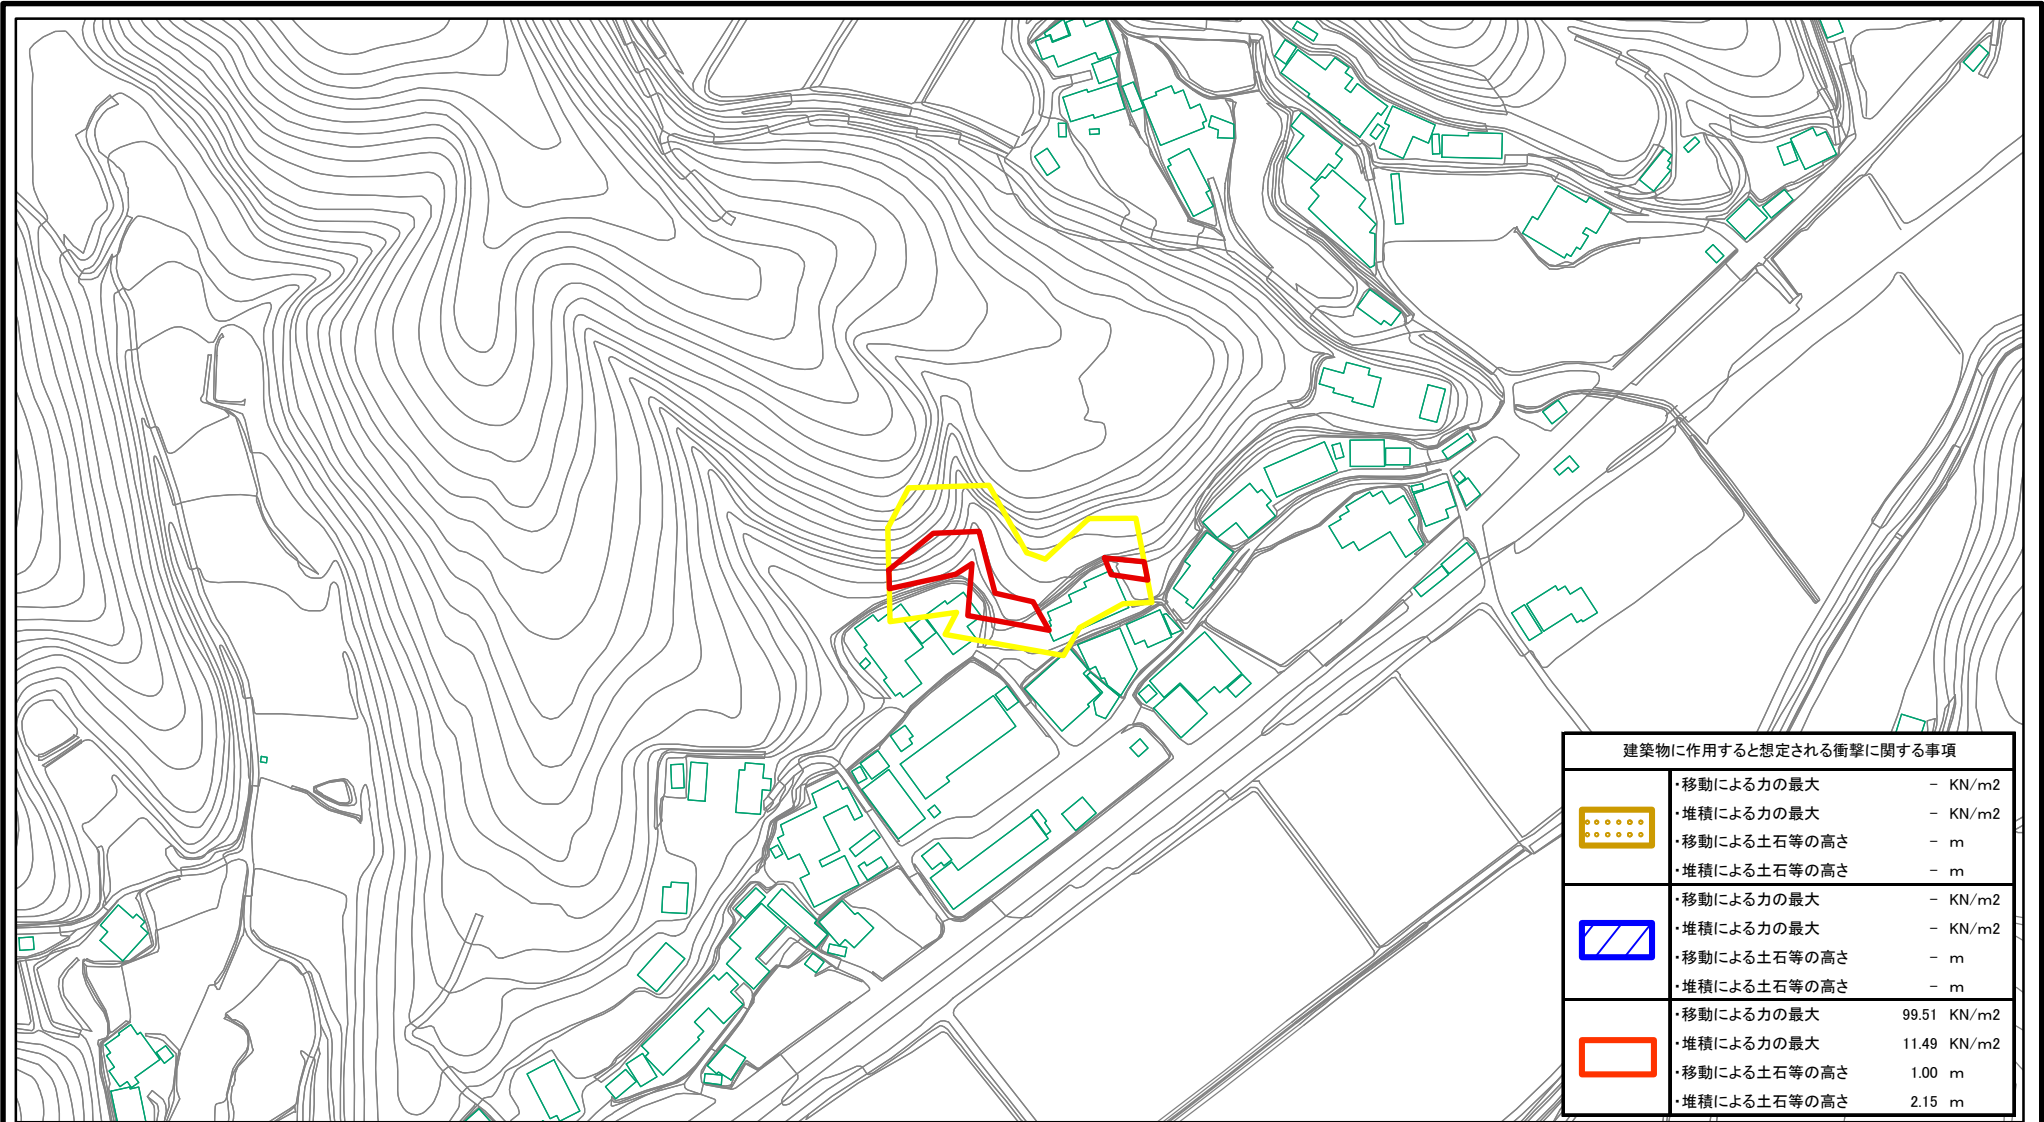 建築物に作用すると想定される衝撃に関する事項
・移動による力の最大 － KN/m2
・堆積による力の最大 － KN/m2
・移動による土石等の高さ － m
・堆積による土石等の高さ － m
・移動による力の最大 － KN/m2
・堆積による力の最大 － KN/m2
・移動による土石等の高さ － m
・堆積による土石等の高さ － m
・移動による力の最大 99.51 KN/m2
・堆積による力の最大 11.49 KN/m2
・移動による土石等の高さ 1.00 m
・堆積による土石等の高さ 2.15 m